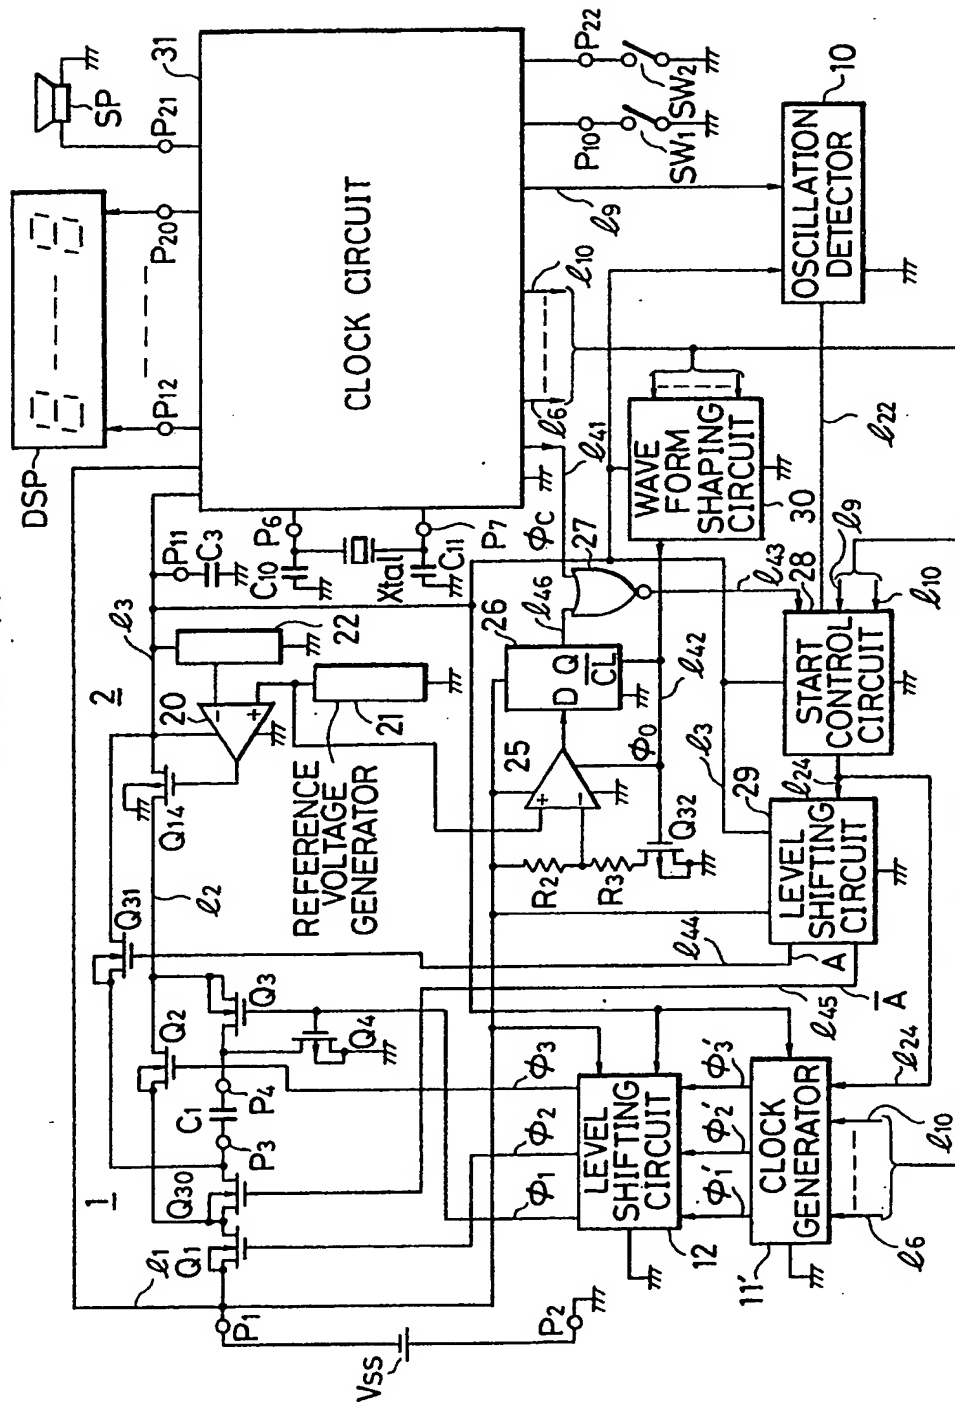 DSP
P12
P20
P21
SP
31
CLOCK CIRCUIT
P22
P10
SW1
SW2
l1
1
Q1
Q30
P3
C1
P4
Q2
Q31
l2
Q3
Q4
Q14
2
l3
20
−
+
22
21
REFERENCE
VOLTAGE
GENERATOR
P11
C3
C10
P6
Xtal
C11
P7
ΦC
l41
l6
l10
l9
10
OSCILLATION
DETECTOR
P1
VSS
P2
25
+
−
R2
R3
Q32
Φ0
26
D Q
CL
l46
27
l42
l43
WAVE
FORM
SHAPING
CIRCUIT
30
l22
28
l9
l10
START
CONTROL
CIRCUIT
l24
l3
29
LEVEL
SHIFTING
CIRCUIT
l44
A
l45
A
l24
Φ1
Φ2
Φ3
LEVEL
SHIFTING
CIRCUIT
12
Φ1'
Φ2'
Φ3'
CLOCK
GENERATOR
11'
l6
l10